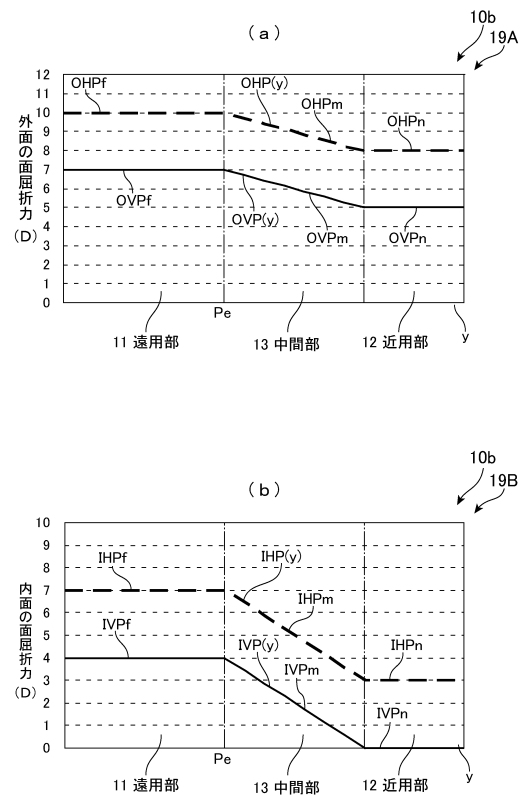 10b
(a)
19A
外面の面屈折力
(D)
12
11
10
9
8
7
6
5
4
3
2
1
0
OHPf
OHP(y)
OHPm
OHPn
OVPf
OVP(y)
OVPm
OVPn
Pe
y
11 遠用部
13 中間部
12 近用部
10b
(b)
19B
内面の面屈折力
(D)
10
9
8
7
6
5
4
3
2
1
0
IHPf
IHP(y)
IHPm
IHPn
IVPf
IVP(y)
IVPm
IVPn
Pe
y
11 遠用部
13 中間部
12 近用部